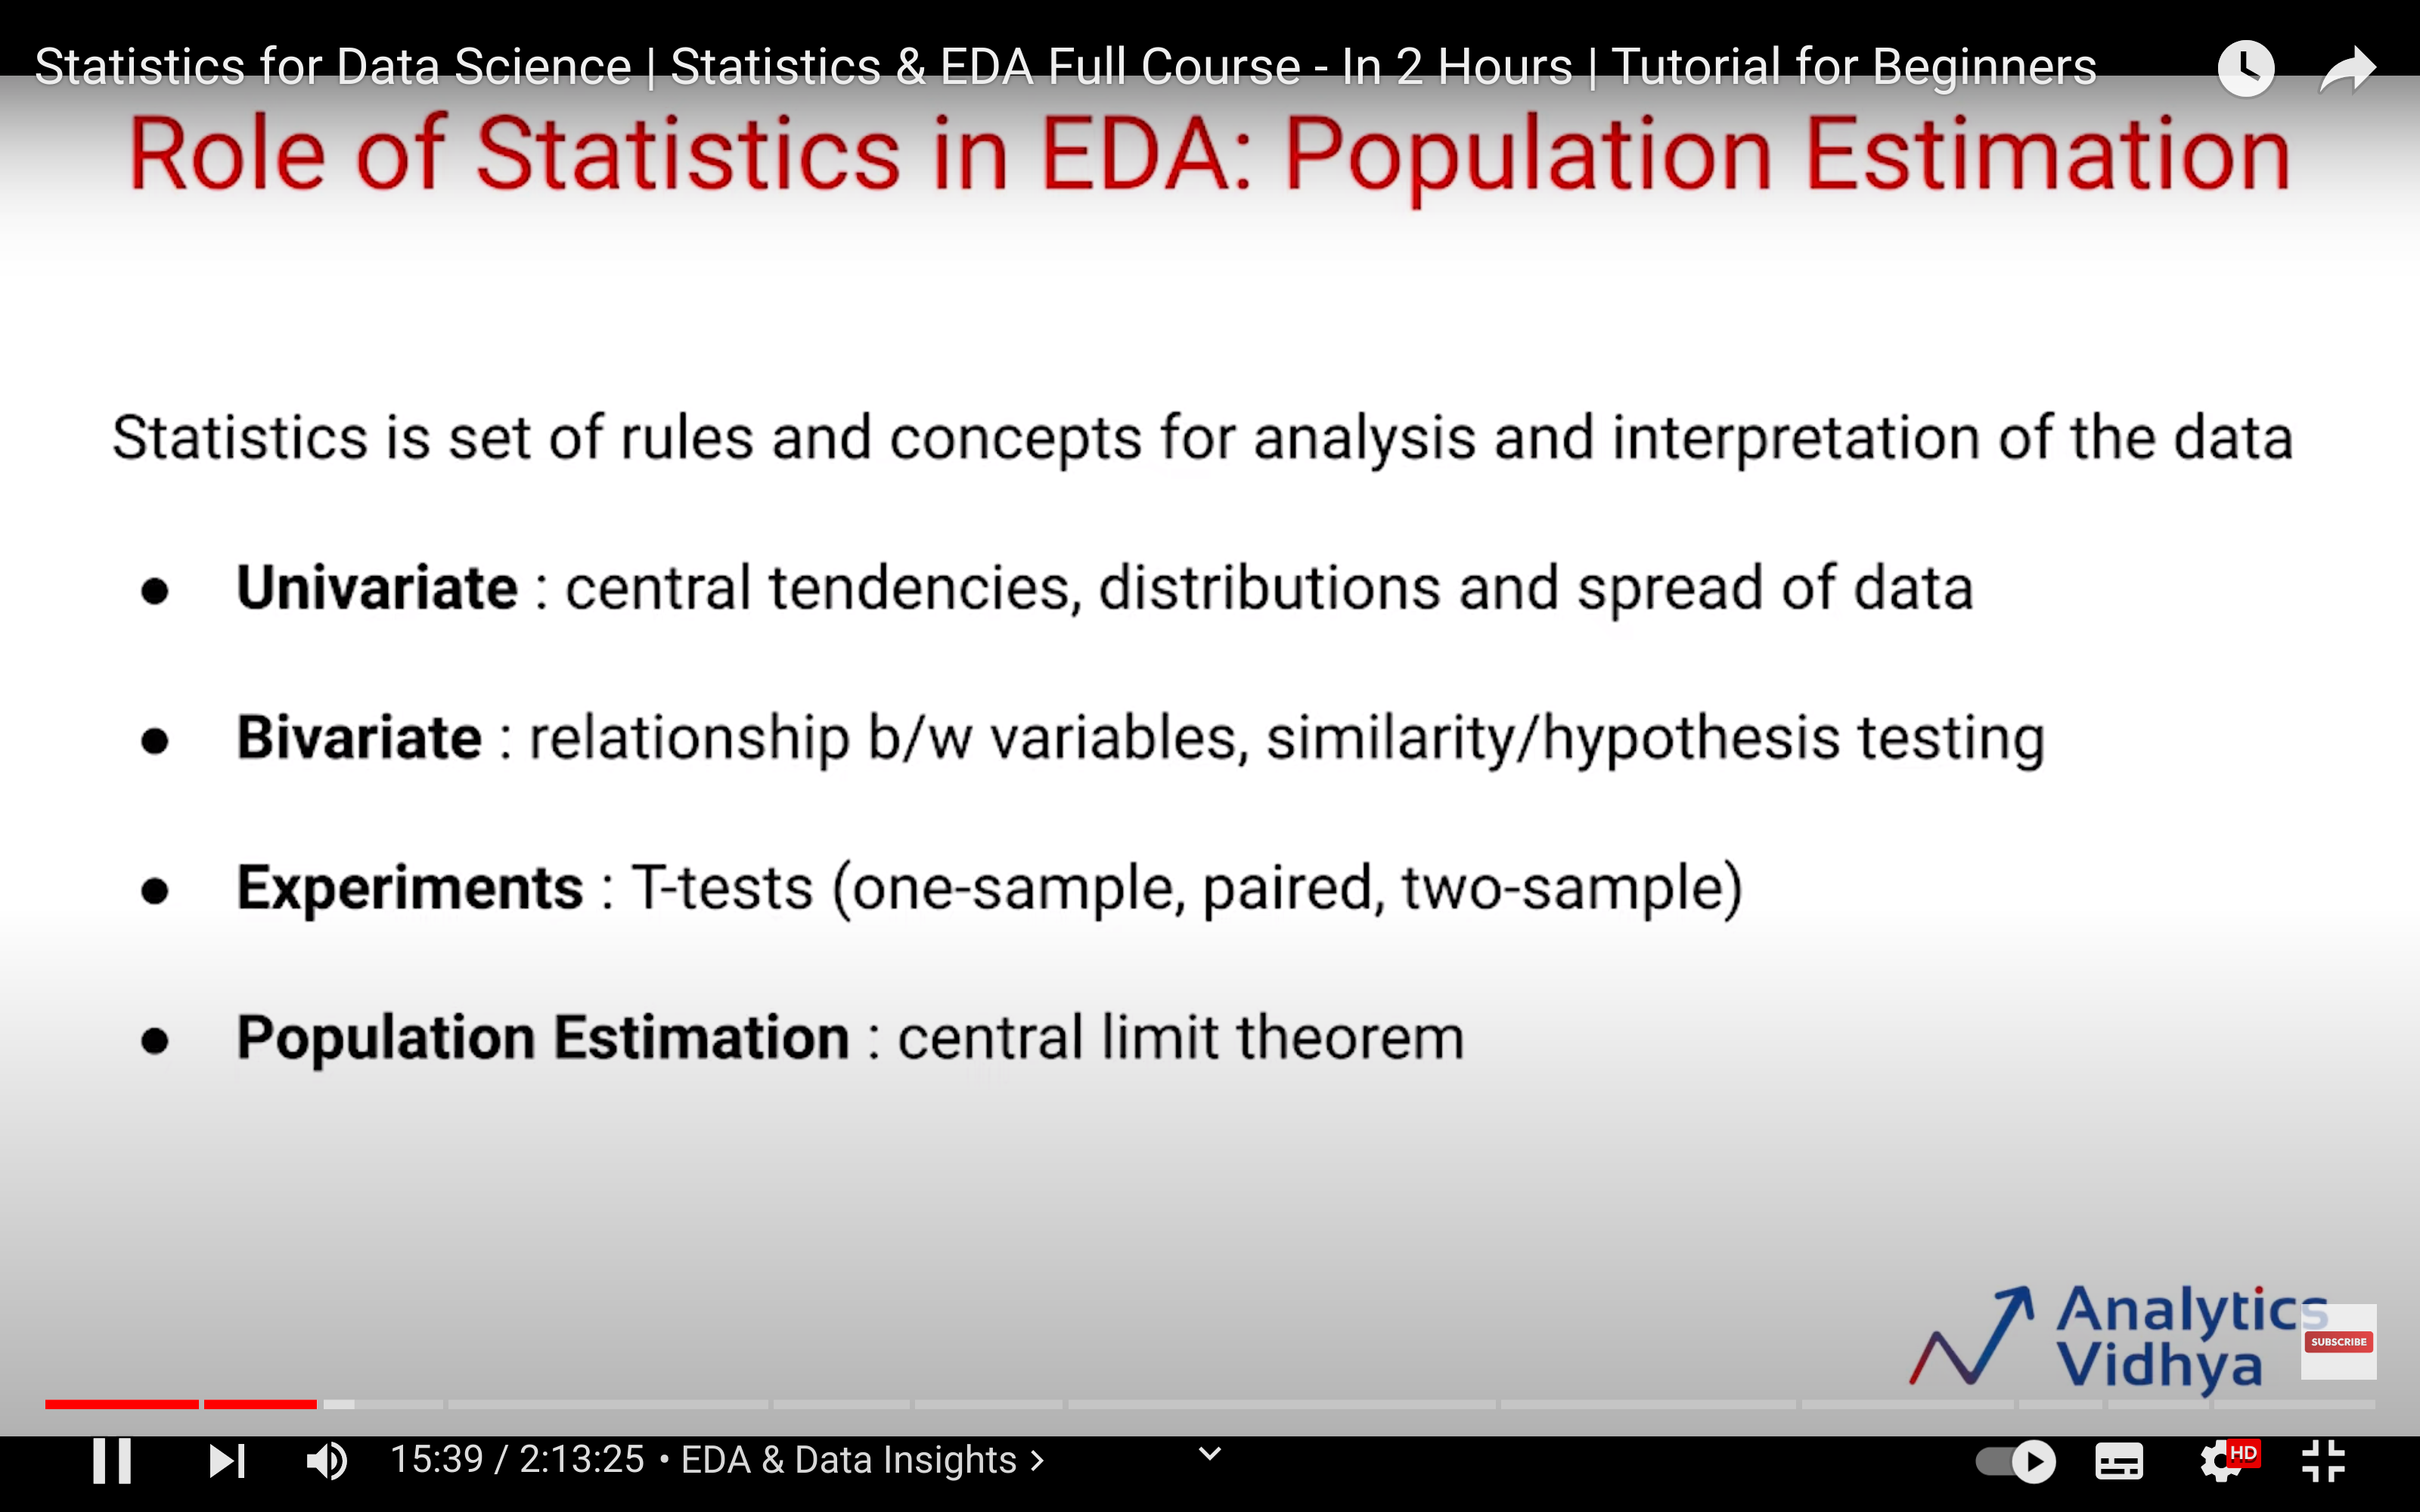 Statistics for Data Science | Statistics & EDA Full Course - In 2 Hours | Tutorial for Beginners
Role of Statistics in EDA: Population Estimation
Statistics is set of rules and concepts for analysis and interpretation of the data
● Univariate : central tendencies, distributions and spread of data
● Bivariate : relationship b/w variables, similarity/hypothesis testing
● Experiments : T-tests (one-sample, paired, two-sample)
● Population Estimation : central limit theorem
Analytics
Vidhya
SUBSCRIBE
15:39 / 2:13:25 • EDA & Data Insights >
HD